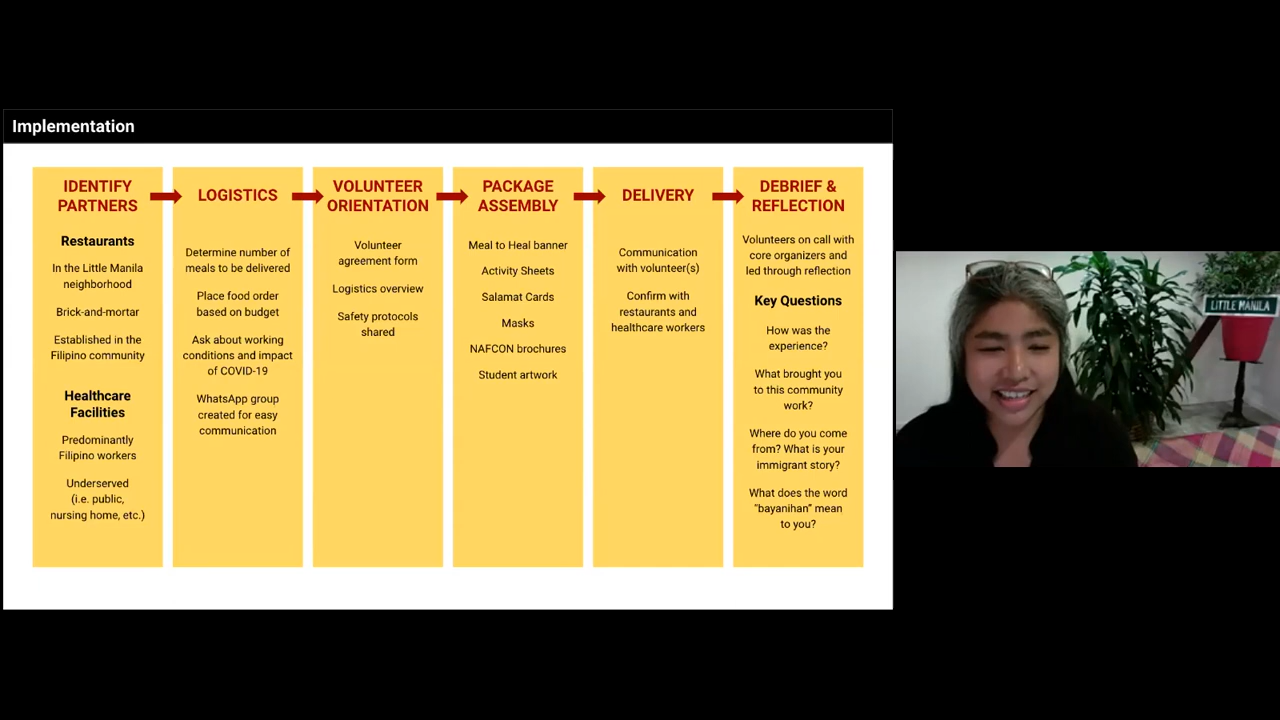 Implementation
IDENTIFY
PARTNERS
Restaurants
In the Little Manila
neighborhood
Brick-and-mortar
Established in the
Filipino community
Healthcare
Facilities
Predominantly
Filipino workers
Underserved
(i.e. public,
nursing home, etc.)
LOGISTICS
Determine number of
meals to be delivered
Place food order
based on budget
Ask about working
conditions and impact
of COVID-19
WhatsApp group
created for easy
communication
VOLUNTEER
ORIENTATION
Volunteer
agreement form
Logistics overview
Safety protocols
shared
PACKAGE
ASSEMBLY
Meal to Heal banner
Activity Sheets
Salamat Cards
Masks
NAFCON brochures
Student artwork
DELIVERY
Communication
with volunteer(s)
Confirm with
restaurants and
healthcare workers
DEBRIEF &
REFLECTION
Volunteers on call with
core organizers and
led through reflection
Key Questions
How was the
experience?
What brought you
to this community
work?
Where do you come
from? What is your
immigrant story?
What does the word
"bayanihan” mean
to you?
LITTLE MANILA